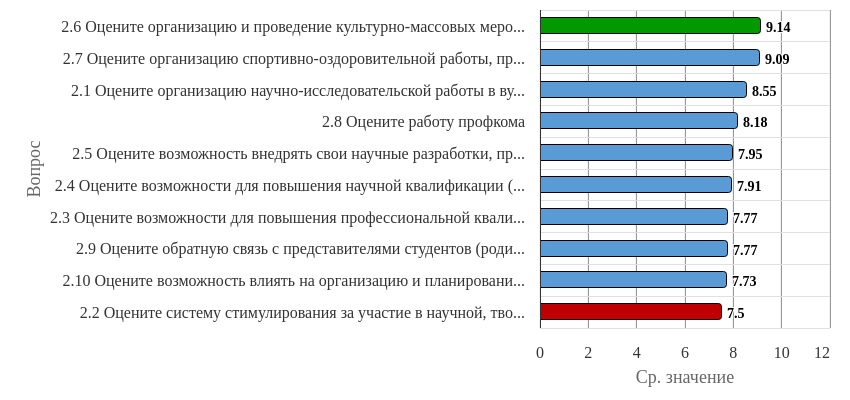 2.6 Оцените организацию и проведение культурно-массовых меро... 9.14
2.7 Оцените организацию спортивно-оздоровительной работы, пр... 9.09
2.1 Оцените организацию научно-исследовательской работы в ву... 8.55
2.8 Оцените работу профкома 8.18
2.5 Оцените возможность внедрять свои научные разработки, пр... 7.95
2.4 Оцените возможности для повышения научной квалификации (... 7.91
2.3 Оцените возможности для повышения профессиональной квали... 7.77
2.9 Оцените обратную связь с представителями студентов (роди... 7.77
2.10 Оцените возможность влиять на организацию и планировани... 7.73
2.2 Оцените систему стимулирования за участие в научной, тво... 7.5
Вопрос
0 2 4 6 8 10 12
Ср. значение